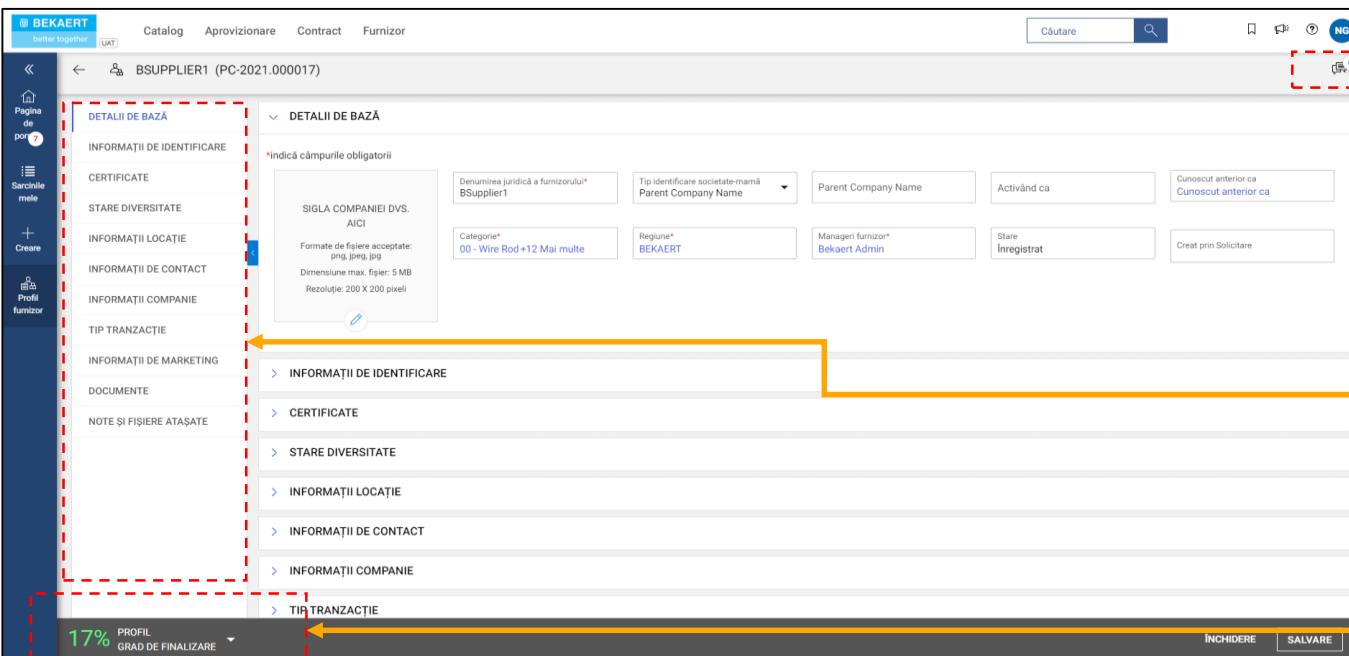 BEKAERT
better together
UAT
Catalog Aprovizionare Contract Furnizor
Căutare
NG
BSUPPLIER1 (PC-2021.000017)
Pagina
de
7
Sarcinile
mele
Creare
Profil
furnizor
DETALII DE BAZĂ
INFORMAȚII DE IDENTIFICARE
CERTIFICATE
STARE DIVERSITATE
INFORMAȚII LOCAȚIE
INFORMAȚII DE CONTACT
INFORMAȚII COMPANIE
TIP TRANZACȚIE
INFORMAȚII DE MARKETING
DOCUMENTE
NOTE ȘI FIȘIERE ATAȘATE
DETALII DE BAZĂ
*indică câmpurile obligatorii
SIGLA COMPANIEI DVS.
AICI
Formate de fișiere acceptate:
png, jpeg, jpg
Dimensiune max. fișier: 5 MB
Rezoluție: 200 X 200 pixeli
Denumirea juridică a furnizorului*
BSupplier1
Tip identificare societate-mamă
Parent Company Name
Parent Company Name
Activând ca
Cunoscut anterior ca
Cunoscut anterior ca
Categorie*
00 - Wire Rod +12 Mai multe
Regiune*
BEKAERT
Manageri furnizor*
Bekaert Admin
Stare
Înregistrat
Creat prin Solicitare
INFORMAȚII DE IDENTIFICARE
CERTIFICATE
STARE DIVERSITATE
INFORMAȚII LOCAȚIE
INFORMAȚII DE CONTACT
INFORMAȚII COMPANIE
TIP TRANZACȚIE
17% PROFIL
GRAD DE FINALIZARE
ÎNCHIDERE SALVARE